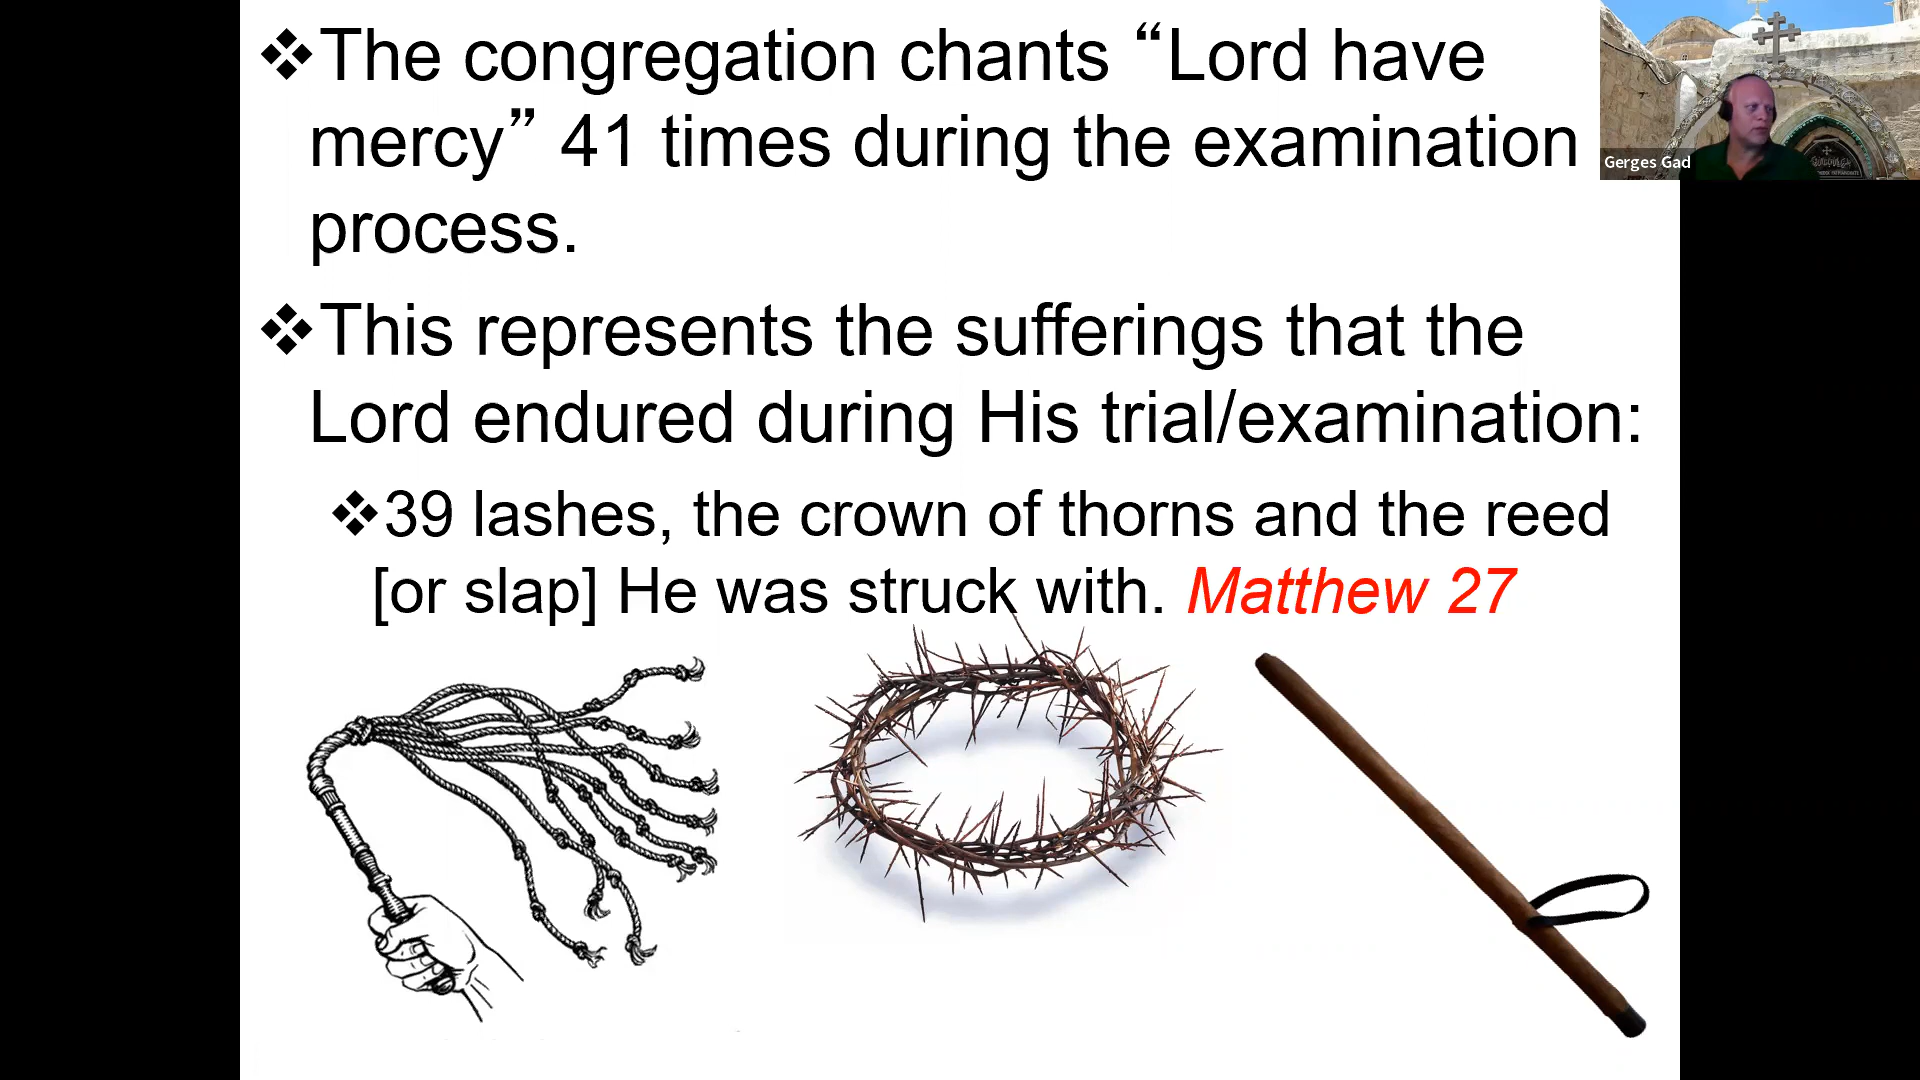 ❖The congregation chants “Lord have
mercy” 41 times during the examination
process.
❖This represents the sufferings that the
Lord endured during His trial/examination:
❖39 lashes, the crown of thorns and the reed
[or slap] He was struck with. Matthew 27
Gerges Gad